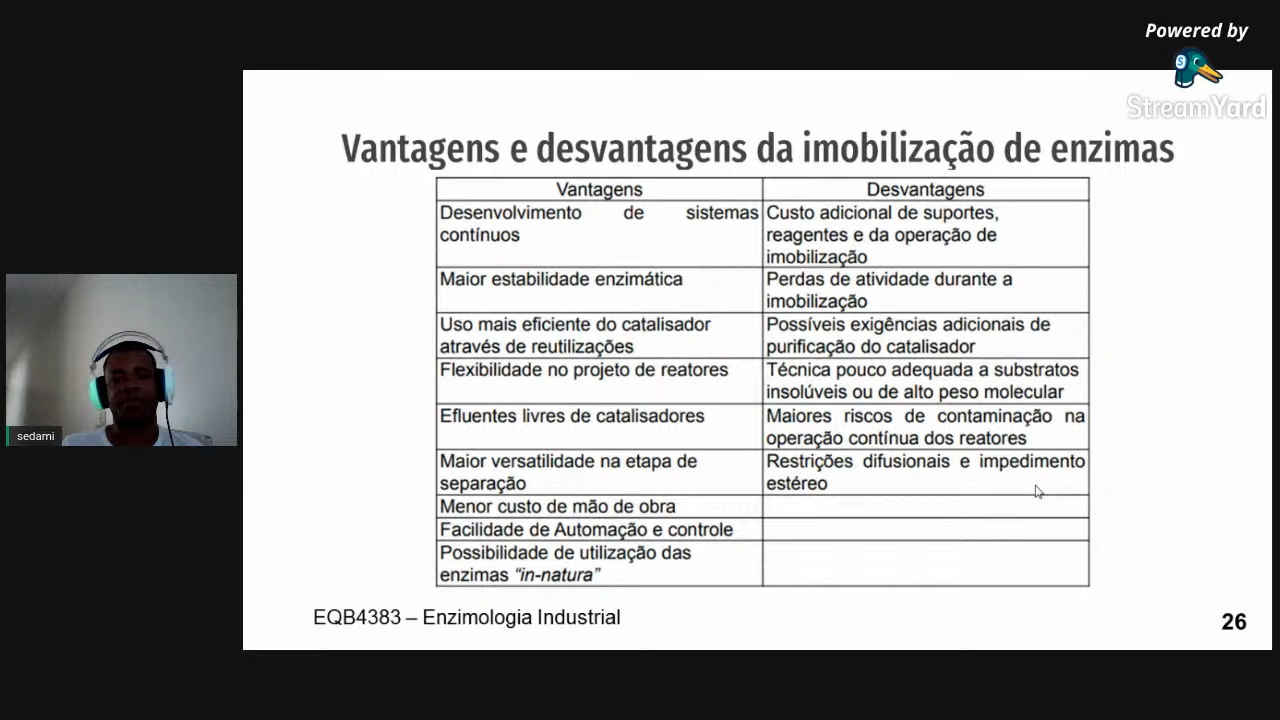 Powered by
StreamYard
Vantagens e desvantagens da imobilização de enzimas
Vantagens
Desvantagens
Desenvolvimento de sistemas
contínuos
Custo adicional de suportes,
reagentes e da operação de
imobilização
Maior estabilidade enzimática
Perdas de atividade durante a
imobilização
Uso mais eficiente do catalisador
através de reutilizações
Possíveis exigências adicionais de
purificação do catalisador
Flexibilidade no projeto de reatores
Técnica pouco adequada a substratos
insolúveis ou de alto peso molecular
Efluentes livres de catalisadores
Maiores riscos de contaminação na
operação contínua dos reatores
Maior versatilidade na etapa de
separação
Restrições difusionais e impedimento
estéreo
Menor custo de mão de obra
Facilidade de Automação e controle
Possibilidade de utilização das
enzimas “in-natura”
sedami
EQB4383 – Enzimologia Industrial
26